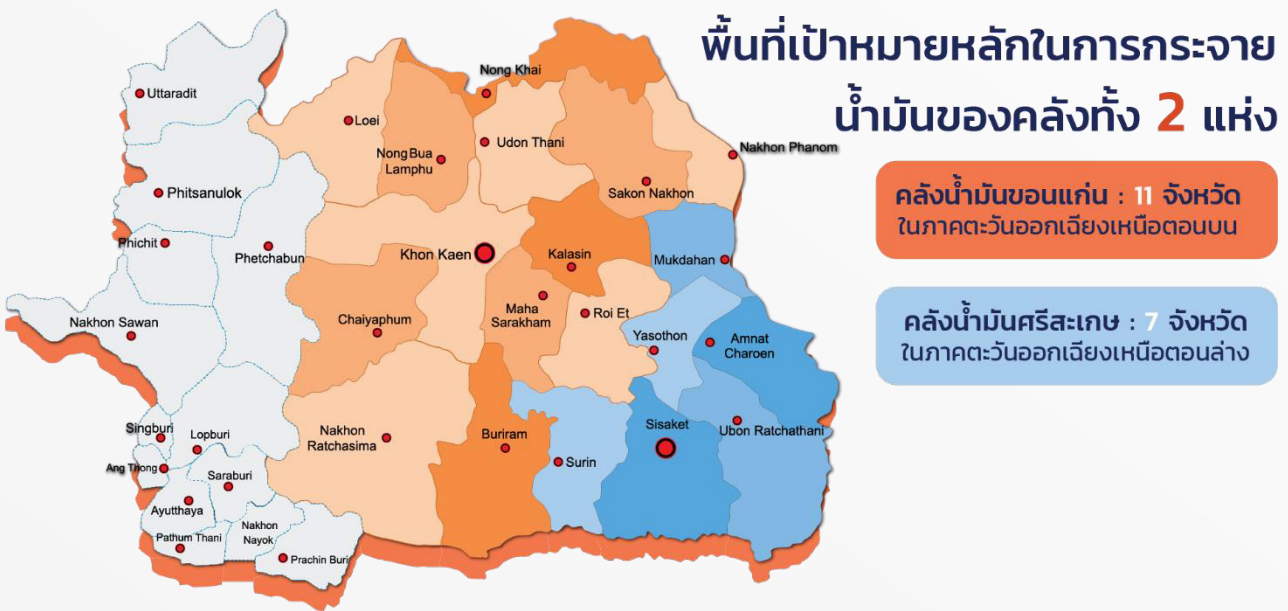 พื้นที่เป้าหมายหลักในการกระจาย
น้ำมันของคลังทั้ง 2 แห่ง
คลังน้ำมันขอนแก่น : 11 จังหวัด
ในภาคตะวันออกเฉียงเหนือตอนบน
คลังน้ำมันศรีสะเกษ : 7 จังหวัด
ในภาคตะวันออกเฉียงเหนือตอนล่าง
Nong Khai
Uttaradit
Loei
Udon Thani
Nakhon Phanom
Nong Bua
Lamphu
Sakon Nakhon
Phitsanulok
Phichit
Phetchabun
Khon Kaen
Kalasin
Mukdahan
Maha
Sarakham
Roi Et
Chaiyaphum
Nakhon Sawan
Yasothon
Amnat
Charoen
Singburi
Lopburi
Nakhon
Ratchasima
Buriram
Sisaket
Ubon Ratchathani
Surin
Ang Thong
Saraburi
Ayutthaya
Nakhon
Nayok
Pathum Thani
Prachin Buri